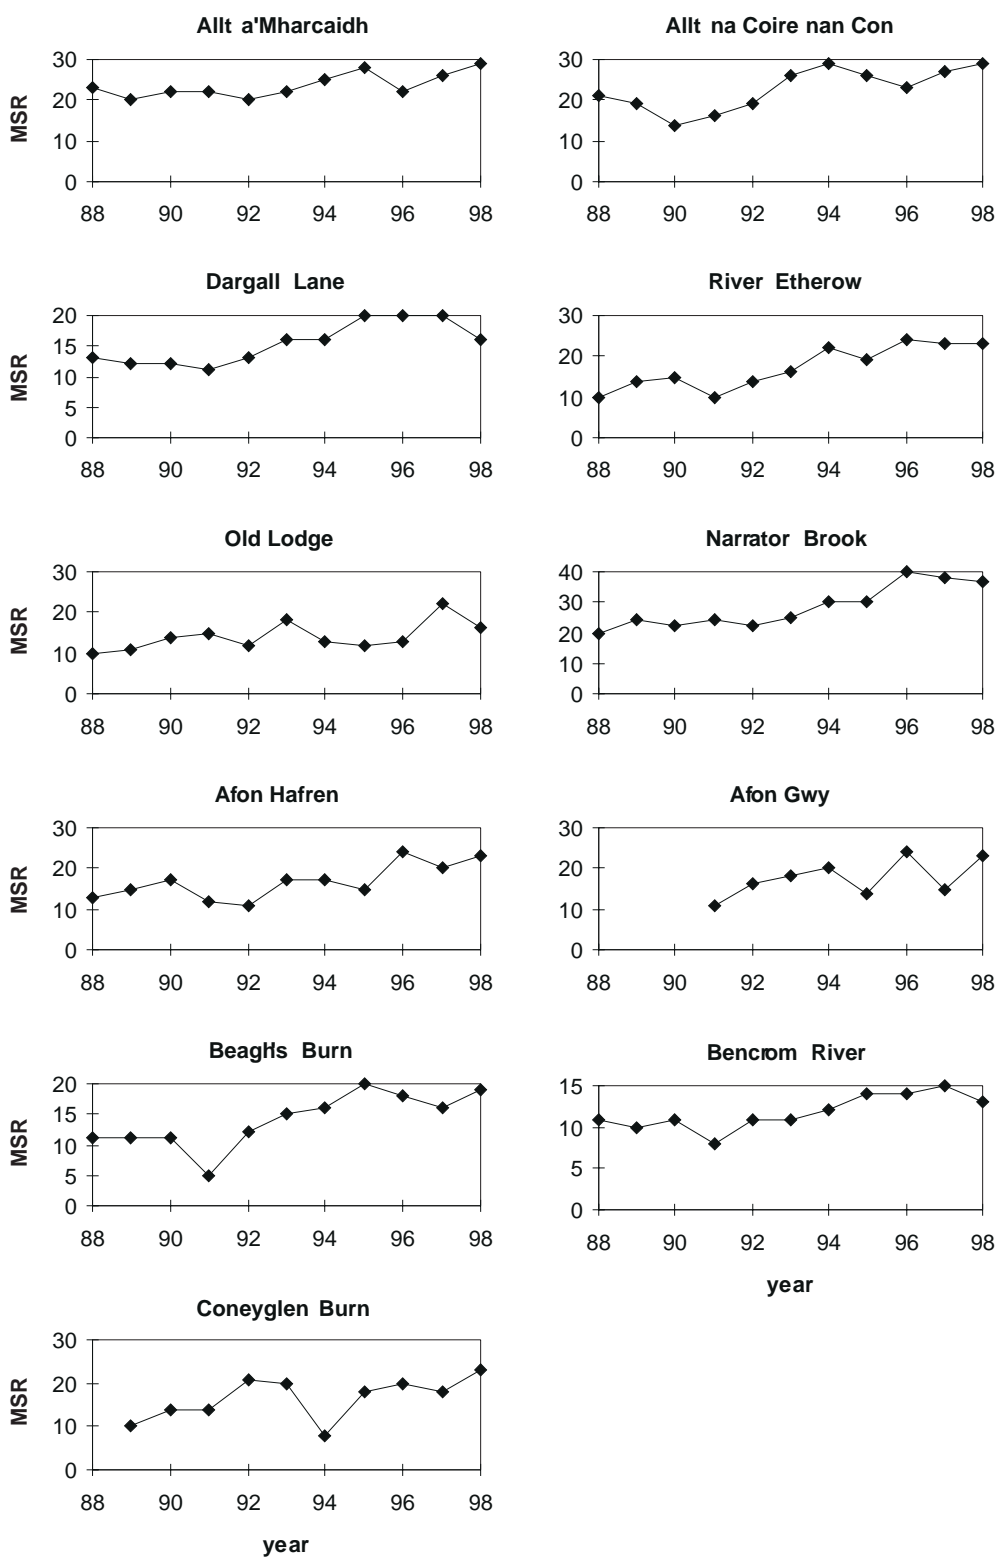 Allt a'Mharcaidh
MSR
30
20
10
0
88 90 92 94 96 98
Allt na Coire nan Con
30
20
10
0
88 90 92 94 96 98
Dargall Lane
MSR
20
15
10
5
0
88 90 92 94 96 98
River Etherow
30
20
10
0
88 90 92 94 96 98
Old Lodge
MSR
30
20
10
0
88 90 92 94 96 98
Narrator Brook
40
30
20
10
0
88 90 92 94 96 98
Afon Hafren
MSR
30
20
10
0
88 90 92 94 96 98
Afon Gwy
30
20
10
0
88 90 92 94 96 98
Beagh's Burn
MSR
20
15
10
5
0
88 90 92 94 96 98
Bencrom River
15
10
5
0
88 90 92 94 96 98
year
Coneyglen Burn
MSR
30
20
10
0
88 90 92 94 96 98
year